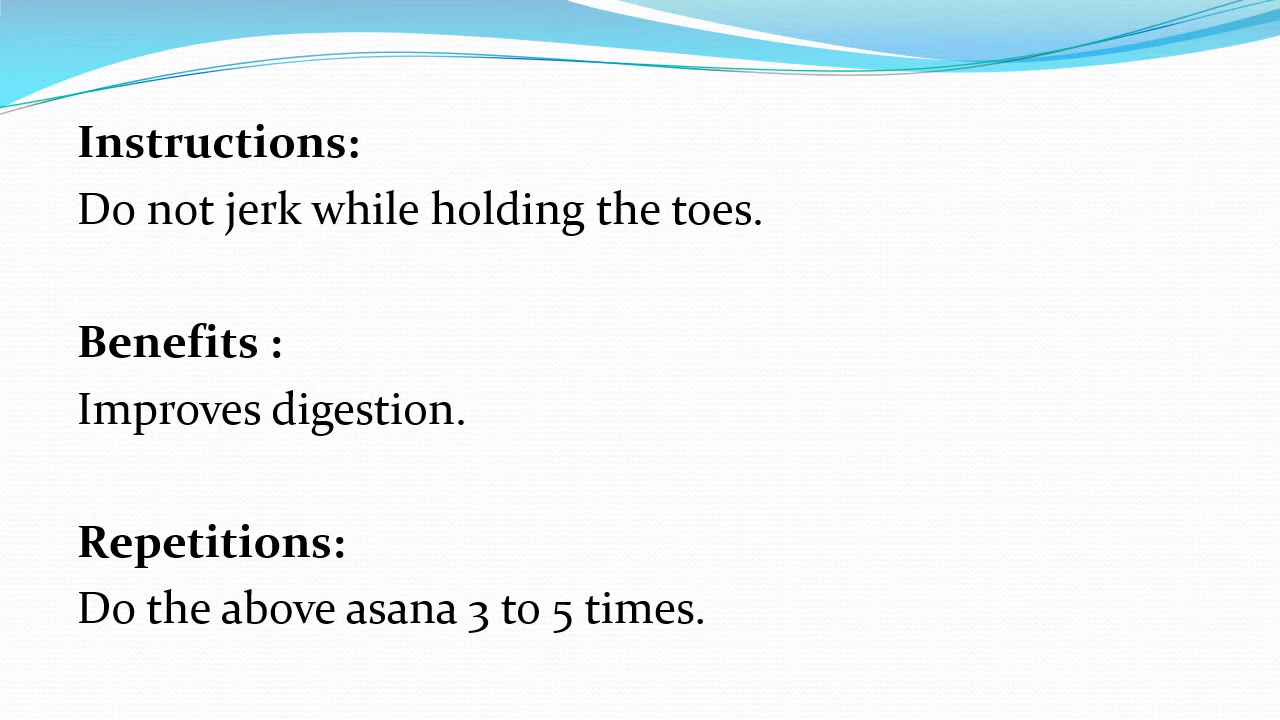 Instructions:
Do not jerk while holding the toes.
Benefits :
Improves digestion.
Repetitions:
Do the above asana 3 to 5 times.